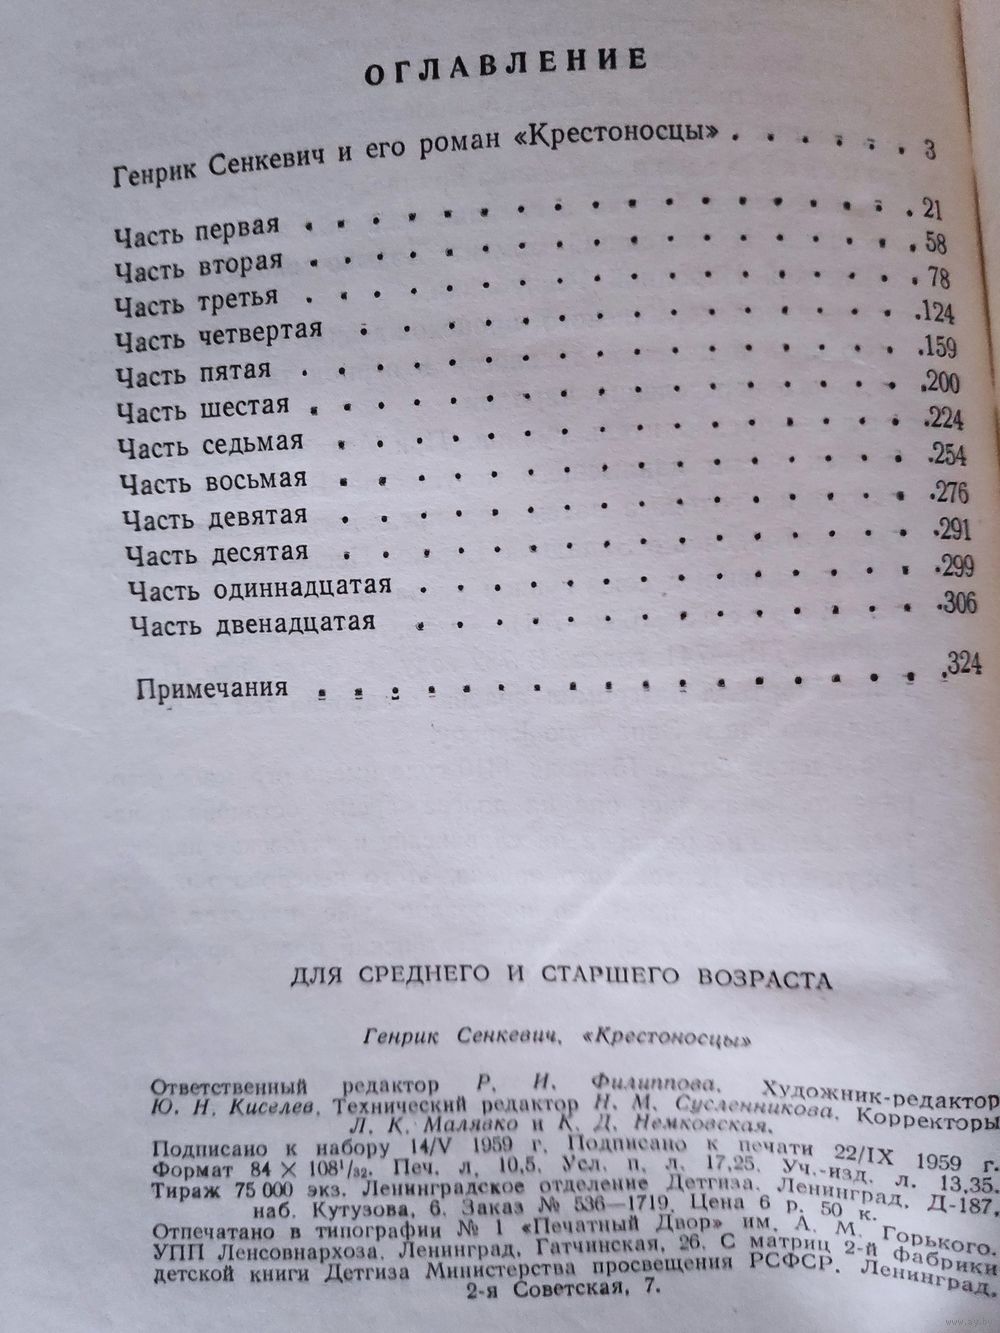 ОГЛАВЛЕНИЕ
Генрик Сенкевич и его роман «Крестоносцы» . . . . . . 3
Часть первая . . . . . . . . . . . . . . . . . 21
Часть вторая . . . . . . . . . . . . . . . . . 58
Часть третья . . . . . . . . . . . . . . . . . 78
Часть четвертая . . . . . . . . . . . . . . . . 124
Часть пятая . . . . . . . . . . . . . . . . . 159
Часть шестая . . . . . . . . . . . . . . . . . 200
Часть седьмая . . . . . . . . . . . . . . . . . 224
Часть восьмая . . . . . . . . . . . . . . . . . 254
Часть девятая . . . . . . . . . . . . . . . . . 276
Часть десятая . . . . . . . . . . . . . . . . . 291
Часть одиннадцатая . . . . . . . . . . . . . . . 299
Часть двенадцатая . . . . . . . . . . . . . . . 306
Примечания . . . . . . . . . . . . . . . . . . 324
ДЛЯ СРЕДНЕГО И СТАРШЕГО ВОЗРАСТА
Генрик Сенкевич, «Крестоносцы»
Ответственный редактор Р. И. Филиппова. Художник-редактор
Ю. Н. Киселев. Технический редактор Н. М. Сусленникова. Корректоры
Л. К. Малявко и К. Д. Немковская.
Подписано к набору 14/V 1959 г. Подписано к печати 22/IX 1959 г.
Формат 84 × 108¹/₃₂. Печ. л. 10,5. Усл. п. л. 17,25. Уч.-изд. л. 13,35.
Тираж 75 000 экз. Ленинградское отделение Детгиза. Ленинград, Д-187,
наб. Кутузова, 6. Заказ № 536—1719. Цена 6 р. 50 к.
Отпечатано в типографии № 1 «Печатный Двор» им. А. М. Горького.
УПП Ленсовнархоза. Ленинград, Гатчинская, 26. С матриц 2-й фабрики
детской книги Детгиза Министерства просвещения РСФСР. Ленинград,
2-я Советская, 7.
www.ay.by